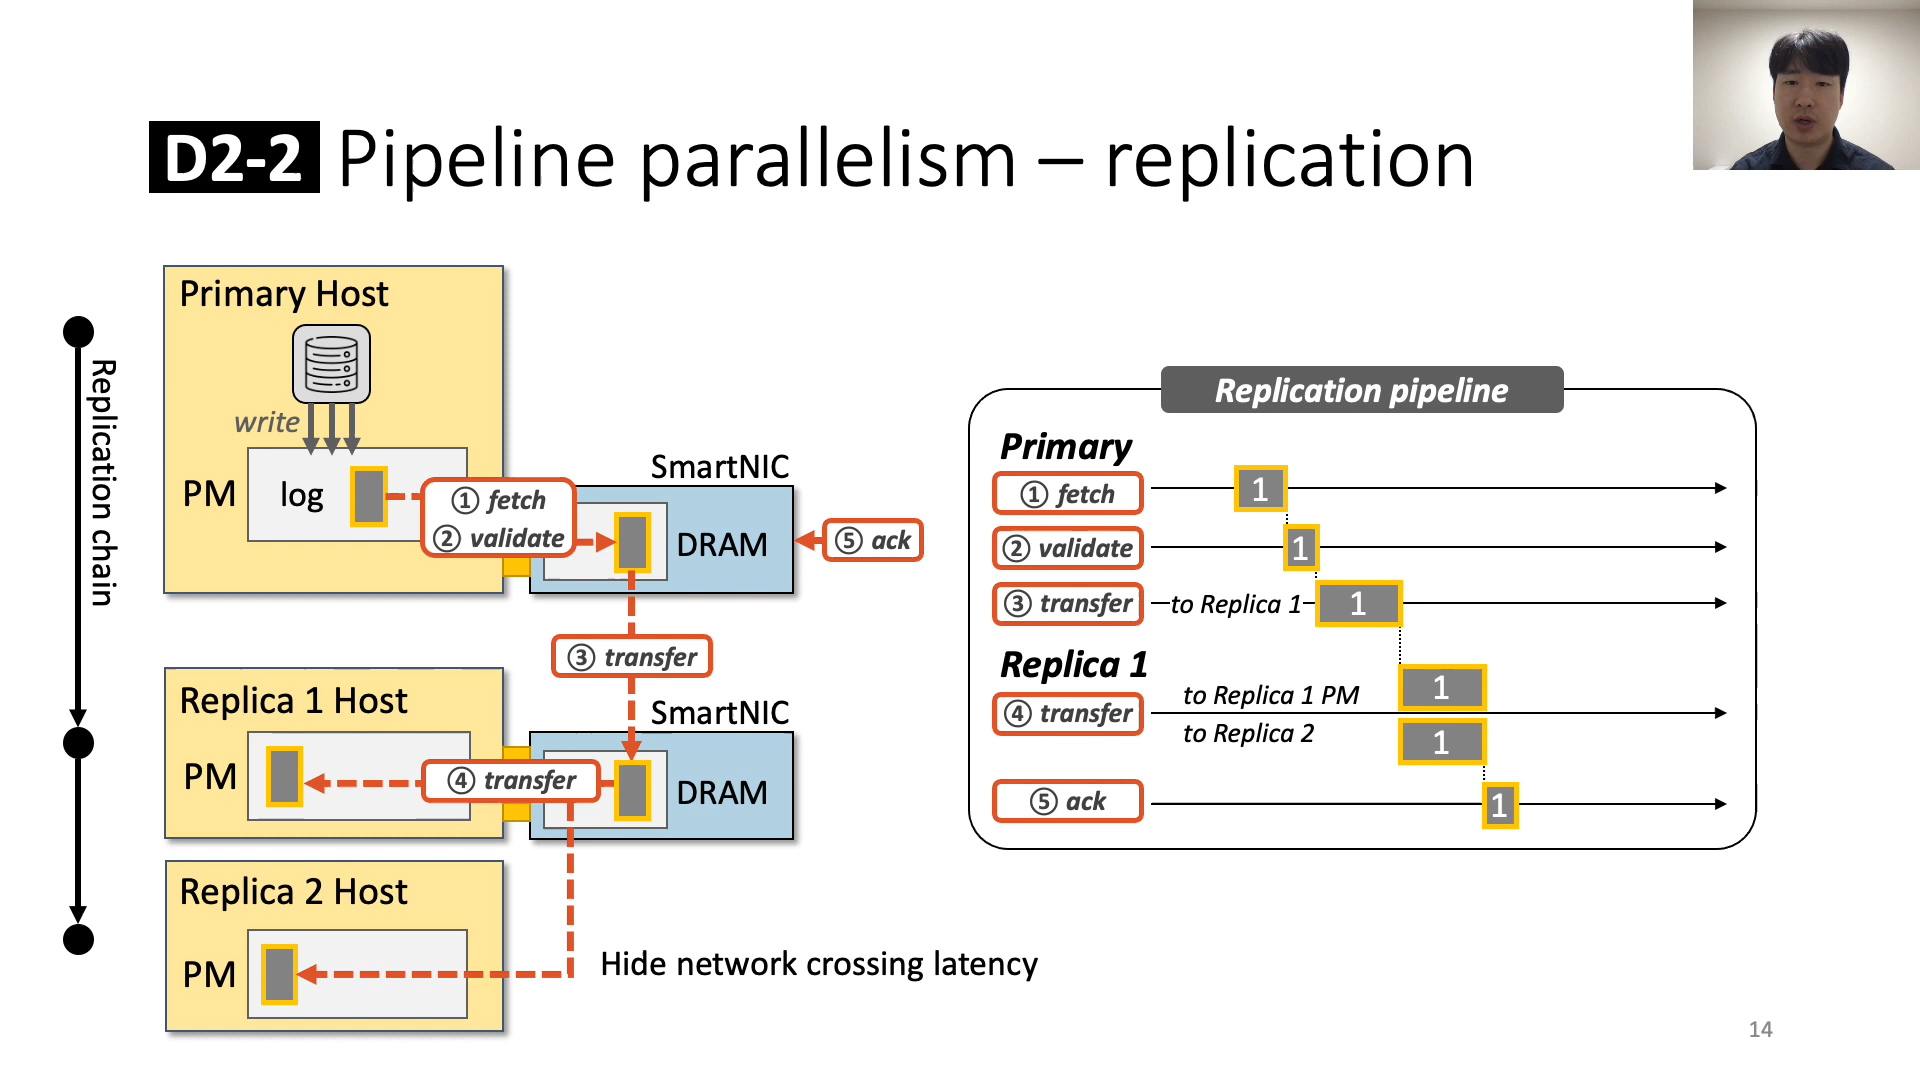 D2-2 Pipeline parallelism – replication
Replication chain
Primary Host
write
PM
log
① fetch
② validate
SmartNIC
DRAM
⑤ ack
③ transfer
Replica 1 Host
PM
④ transfer
SmartNIC
DRAM
Replica 2 Host
PM
Hide network crossing latency
Replication pipeline
Primary
① fetch
1
② validate
1
③ transfer
to Replica 1
1
Replica 1
④ transfer
to Replica 1 PM
1
to Replica 2
1
⑤ ack
1
14